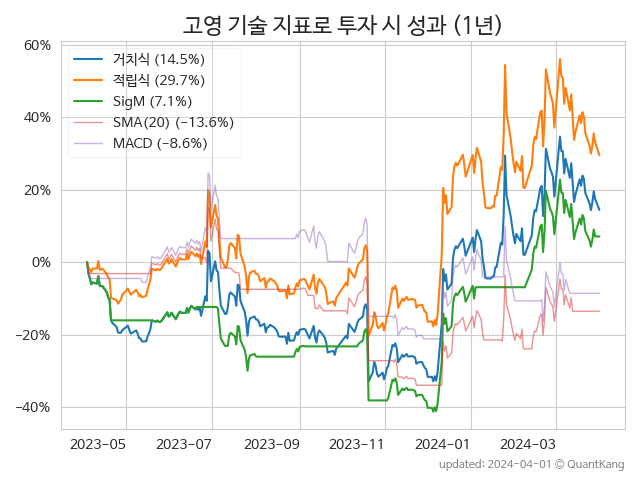 고영 기술 지표로 투자 시 성과 (1년)
60%
40%
20%
0%
−20%
−40%
거치식 (14.5%)
적립식 (29.7%)
SigM (7.1%)
SMA(20) (−13.6%)
MACD (−8.6%)
2023-05
2023-07
2023-09
2023-11
2024-01
2024-03
updated: 2024-04-01 © QuantKang